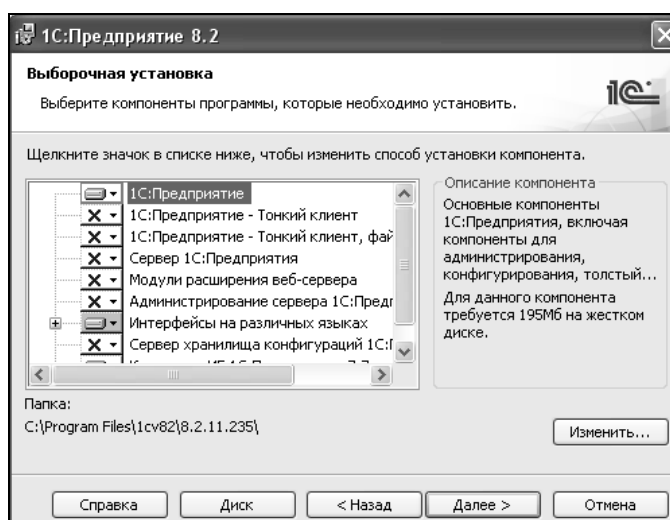 1С:Предприятие 8.2
Выборочная установка
Выберите компоненты программы, которые необходимо установить.
1С
Щелкните значок в списке ниже, чтобы изменить способ установки компонента.
1С:Предприятие
1С:Предприятие - Тонкий клиент
1С:Предприятие - Тонкий клиент, фай
Сервер 1С:Предприятия
Модули расширения веб-сервера
Администрирование сервера 1С:Предп
Интерфейсы на различных языках
Сервер хранилища конфигураций 1С:П
Описание компонента
Основные компоненты
1С:Предприятия, включая
компоненты для
администрирования,
конфигурирования, толстый...
Для данного компонента
требуется 195Мб на жестком
диске.
Папка:
C:\Program Files\1cv82\8.2.11.235\
Изменить...
Справка
Диск
< Назад
Далее >
Отмена